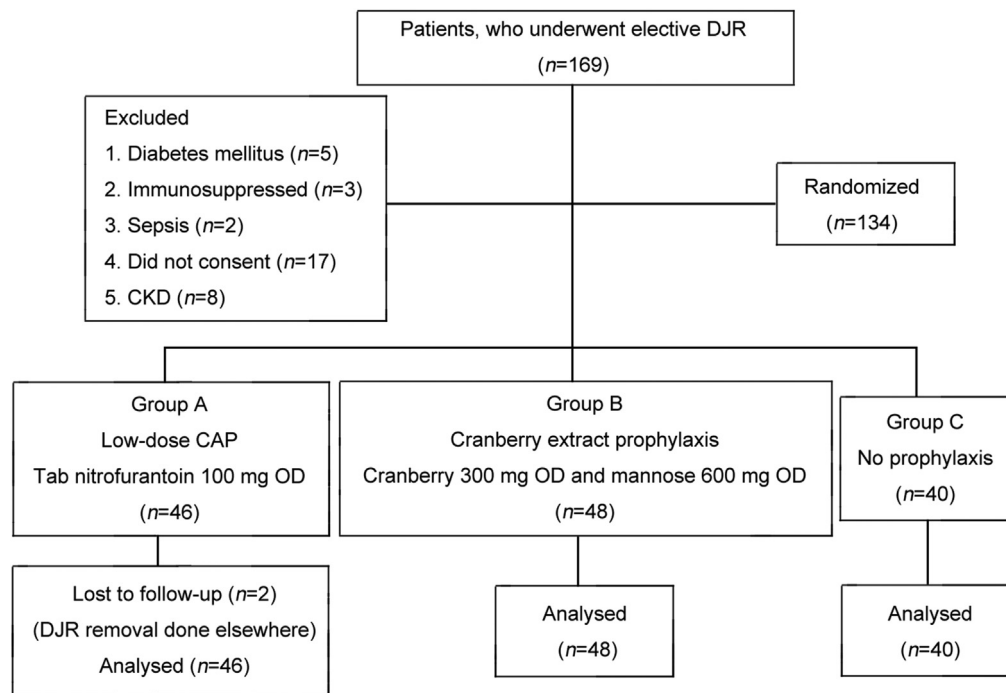 Patients, who underwent elective DJR
(n=169)
Excluded
1. Diabetes mellitus (n=5)
2. Immunosuppressed (n=3)
3. Sepsis (n=2)
4. Did not consent (n=17)
5. CKD (n=8)
Randomized
(n=134)
Group A
Low-dose CAP
Tab nitrofurantoin 100 mg OD
(n=46)
Group B
Cranberry extract prophylaxis
Cranberry 300 mg OD and mannose 600 mg OD
(n=48)
Group C
No prophylaxis
(n=40)
Lost to follow-up (n=2)
(DJR removal done elsewhere)
Analysed (n=46)
Analysed
(n=48)
Analysed
(n=40)